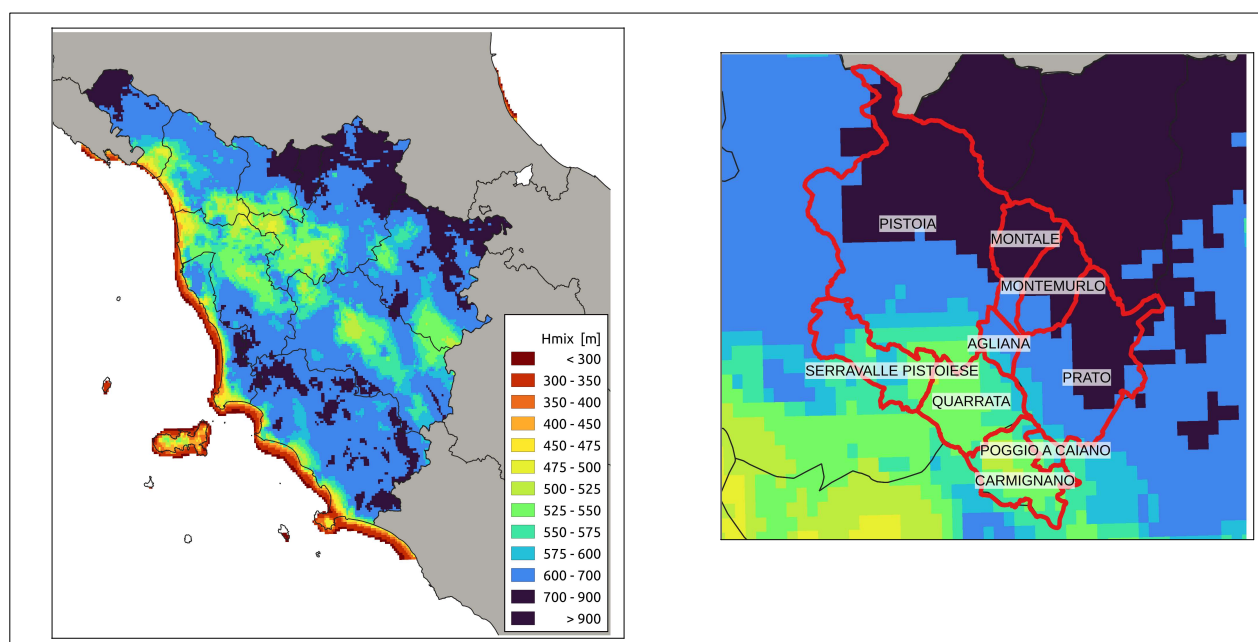 Hmix [m]
< 300
300 - 350
350 - 400
400 - 450
450 - 475
475 - 500
500 - 525
525 - 550
550 - 575
575 - 600
600 - 700
700 - 900
> 900
PISTOIA
MONTALE
MONTEMURLO
AGLIANA
SERRAVALLE PISTOIESE
PRATO
QUARRATA
POGGIO A CAIANO
CARMIGNANO